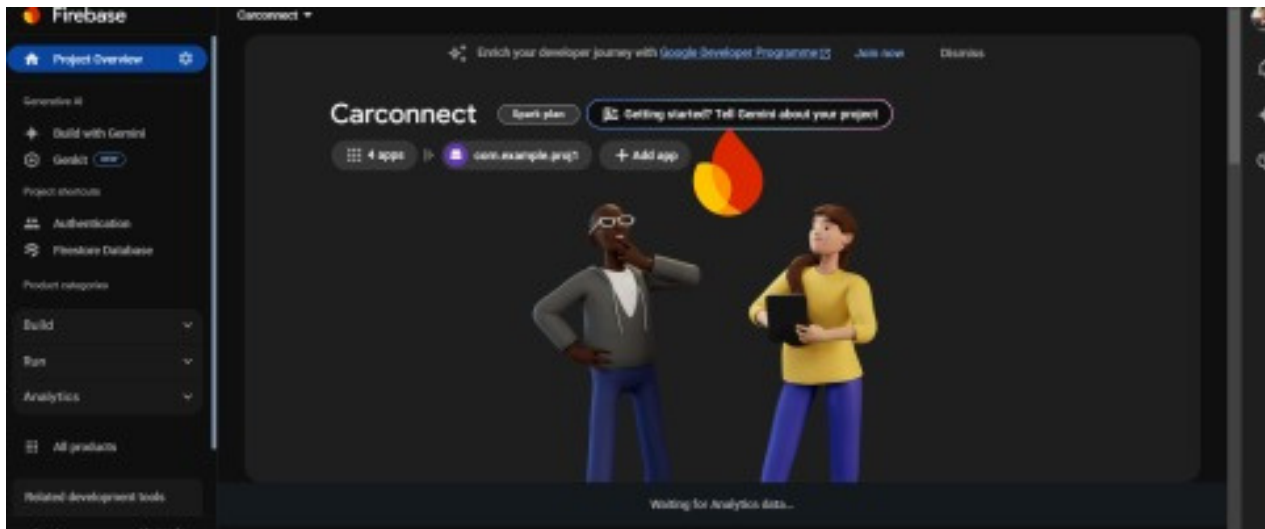 Firebase
Project Overview
Generative AI
Build with Gemini
Genkit NEW
Project shortcuts
Authentication
Firestore Database
Product categories
Build
Run
Analytics
All products
Related development tools
Carconnect
Enrich your developer journey with Google Developer Programme Join now Dismiss
Carconnect Spark plan Getting started? Tell Gemini about your project
4 apps com.example.proj1 + Add app
Waiting for Analytics data...